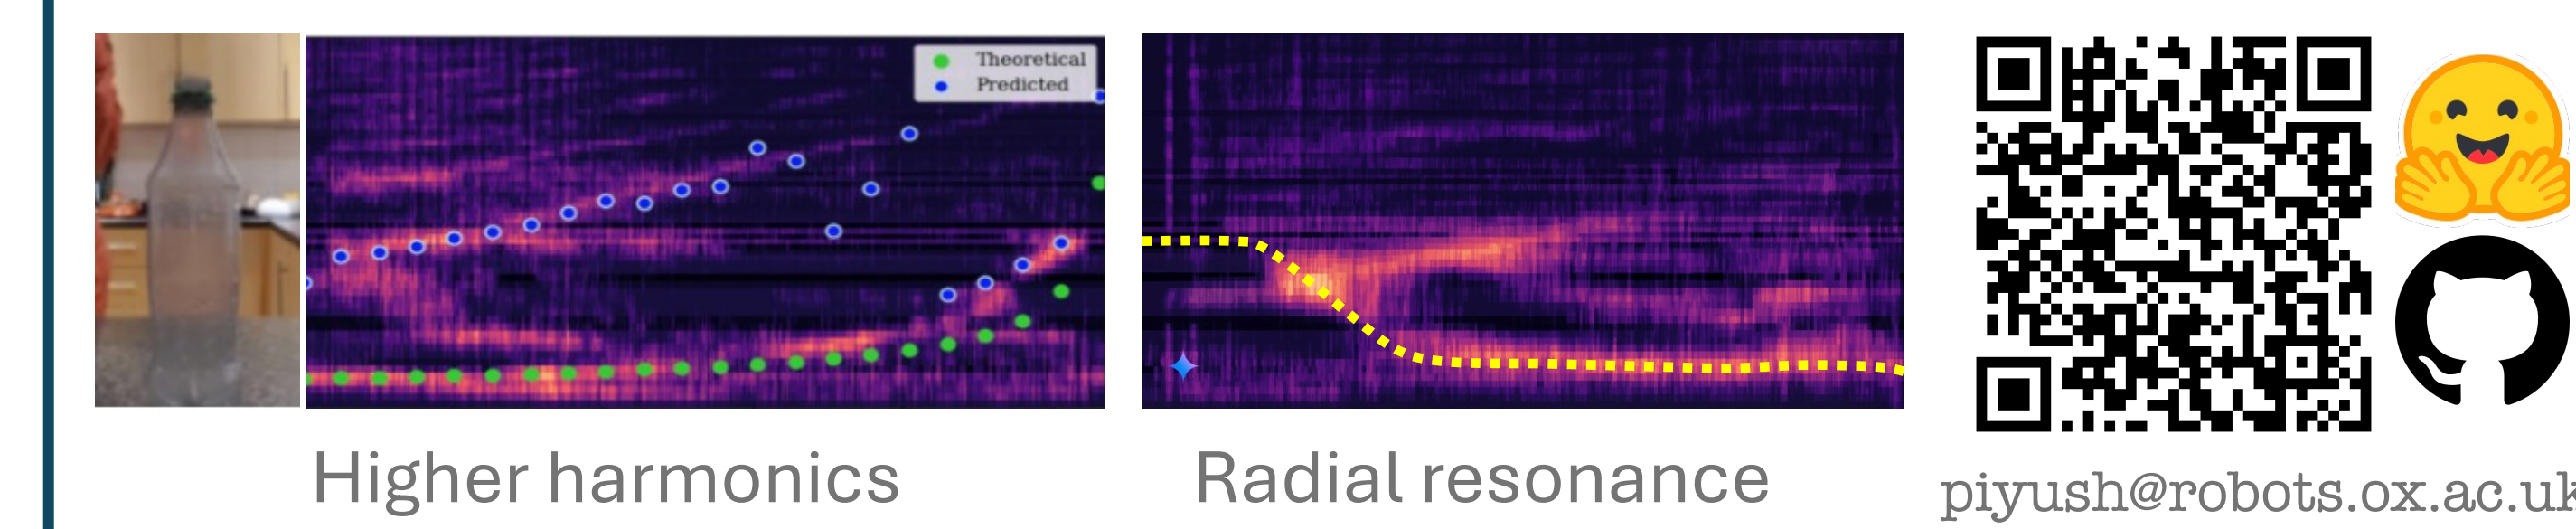 Theoretical
Predicted
Higher harmonics
Radial resonance
piyush@robots.ox.ac.uk